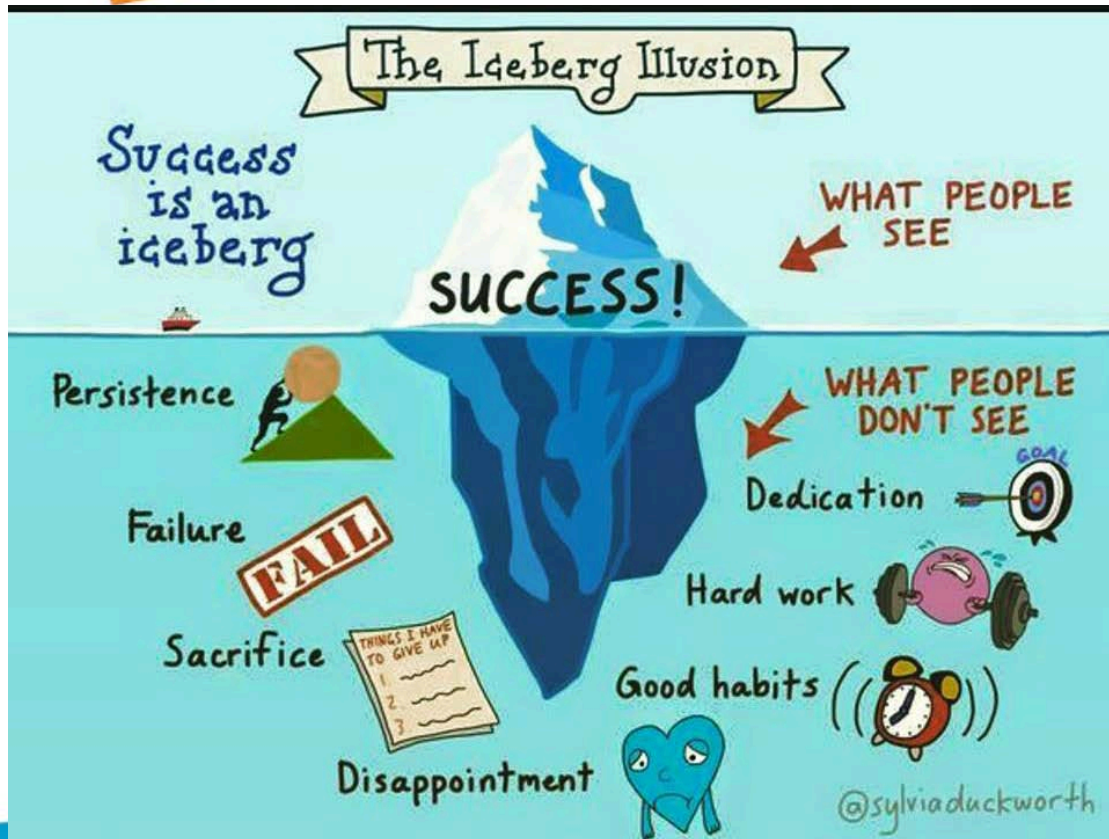 The Iceberg Illusion
Success
is an
iceberg
WHAT PEOPLE
SEE
SUCCESS!
Persistence
WHAT PEOPLE
DON'T SEE
GOAL
Dedication
Failure
FAIL
Hard work
Sacrifice
THINGS I HAVE
TO GIVE UP
1
2
3
Good habits
Disappointment
@sylviaduckworth